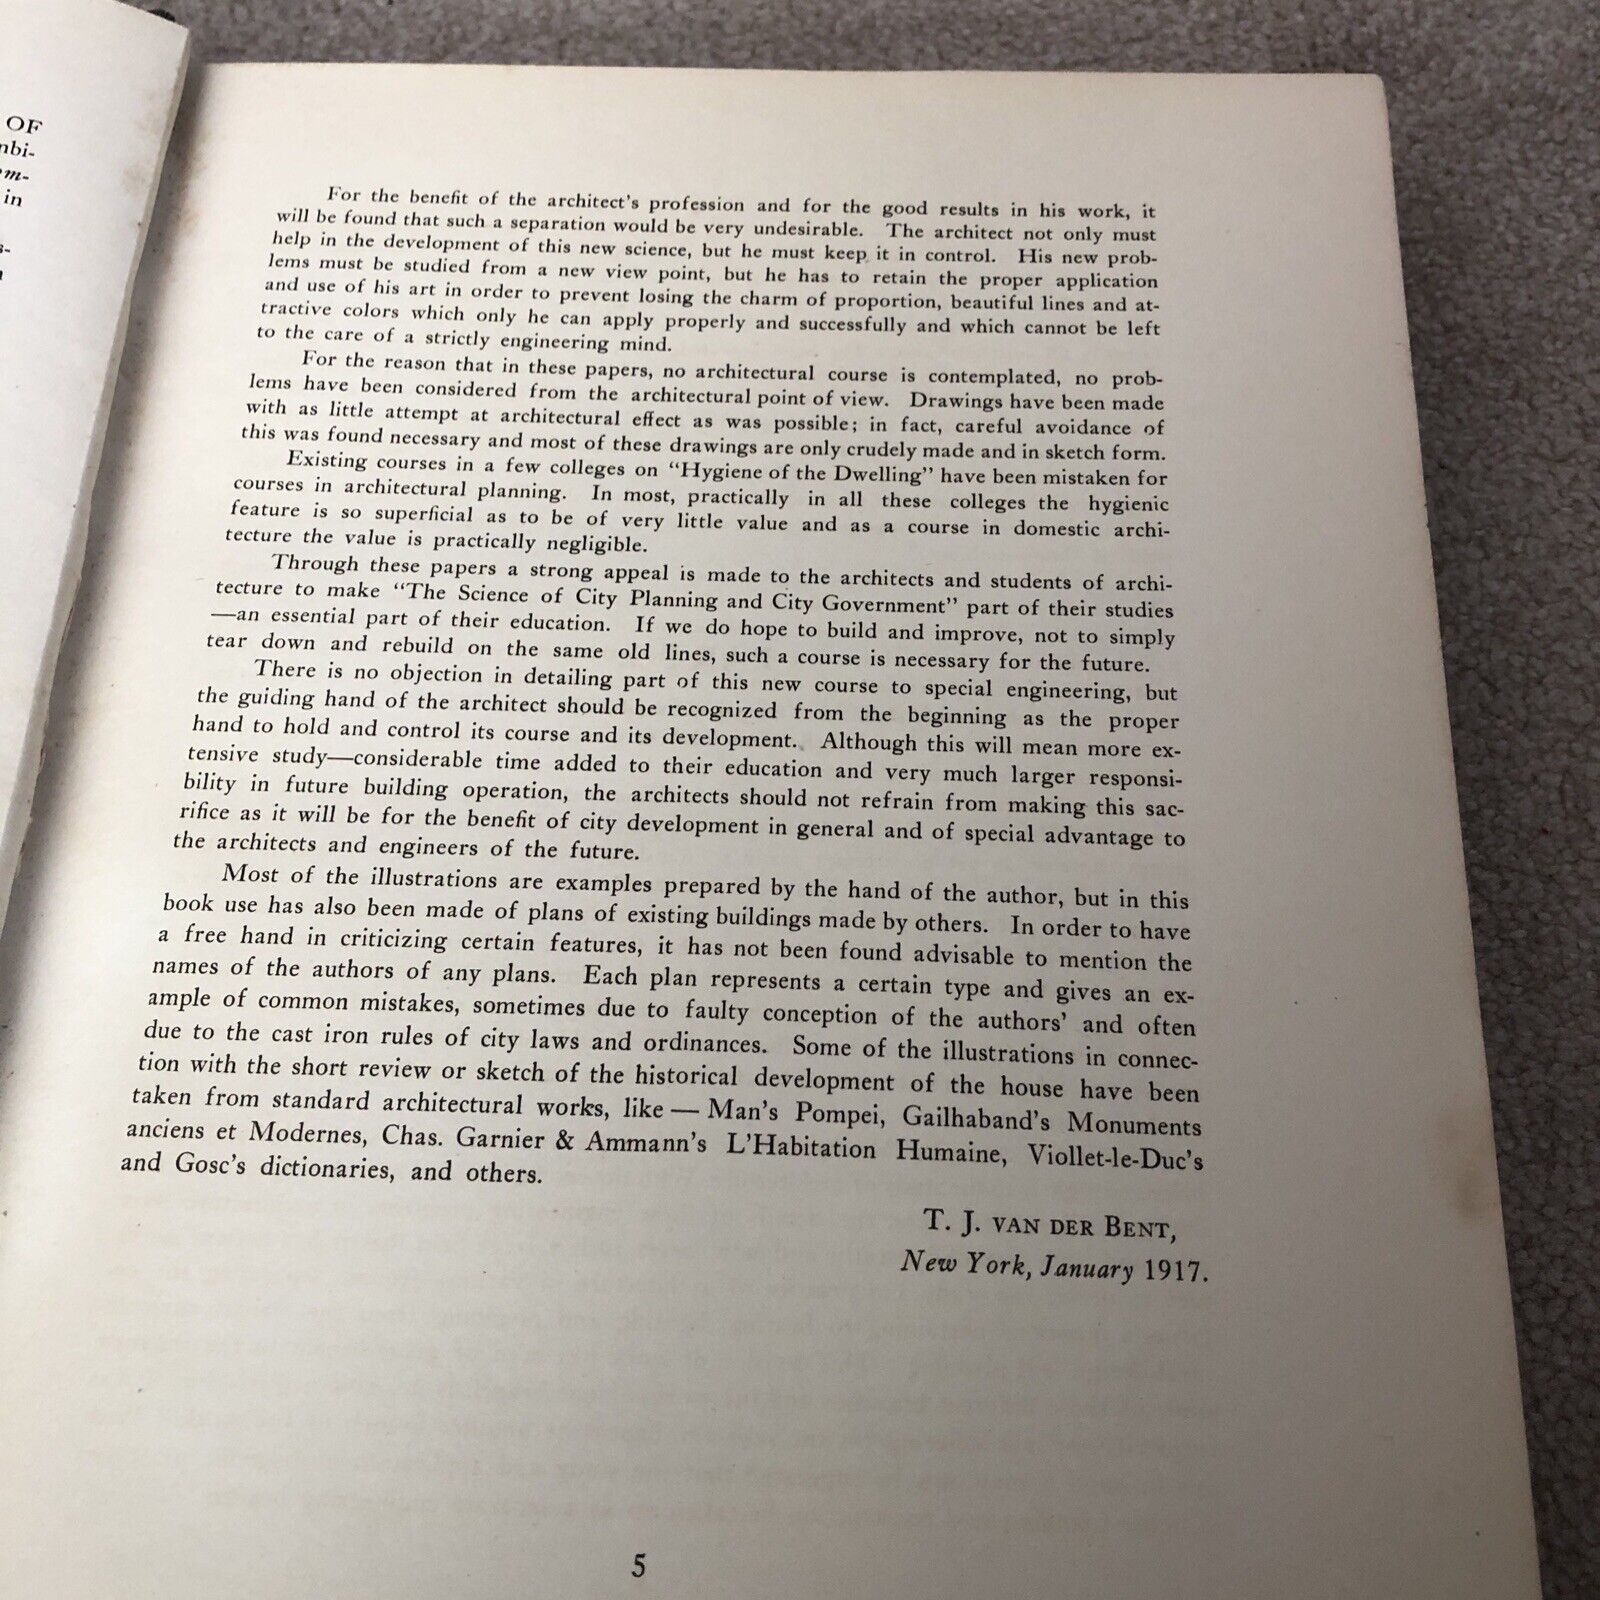 OF
nbi-
om-
in
s-
n
For the benefit of the architect's profession and for the good results in his work, it
will be found that such a separation would be very undesirable. The architect not only must
help in the development of this new science, but he must keep it in control. His new prob-
lems must be studied from a new view point, but he has to retain the proper application
and use of his art in order to prevent losing the charm of proportion, beautiful lines and at-
tractive colors which only he can apply properly and successfully and which cannot be left
to the care of a strictly engineering mind.
For the reason that in these papers, no architectural course is contemplated, no prob-
lems have been considered from the architectural point of view. Drawings have been made
with as little attempt at architectural effect as was possible; in fact, careful avoidance of
this was found necessary and most of these drawings are only crudely made and in sketch form.
Existing courses in a few colleges on "Hygiene of the Dwelling" have been mistaken for
courses in architectural planning. In most, practically in all these colleges the hygienic
feature is so superficial as to be of very little value and as a course in domestic archi-
tecture the value is practically negligible.
Through these papers a strong appeal is made to the architects and students of archi-
tecture to make "The Science of City Planning and City Government" part of their studies
—an essential part of their education. If we do hope to build and improve, not to simply
tear down and rebuild on the same old lines, such a course is necessary for the future.
There is no objection in detailing part of this new course to special engineering, but
the guiding hand of the architect should be recognized from the beginning as the proper
hand to hold and control its course and its development. Although this will mean more ex-
tensive study—considerable time added to their education and very much larger responsi-
bility in future building operation, the architects should not refrain from making this sac-
rifice as it will be for the benefit of city development in general and of special advantage to
the architects and engineers of the future.
Most of the illustrations are examples prepared by the hand of the author, but in this
book use has also been made of plans of existing buildings made by others. In order to have
a free hand in criticizing certain features, it has not been found advisable to mention the
names of the authors of any plans. Each plan represents a certain type and gives an ex-
ample of common mistakes, sometimes due to faulty conception of the authors' and often
due to the cast iron rules of city laws and ordinances. Some of the illustrations in connec-
tion with the short review or sketch of the historical development of the house have been
taken from standard architectural works, like — Man's Pompei, Gailhaband's Monuments
anciens et Modernes, Chas. Garnier & Ammann's L'Habitation Humaine, Viollet-le-Duc's
and Gosc's dictionaries, and others.
T. J. VAN DER BENT,
New York, January 1917.
5